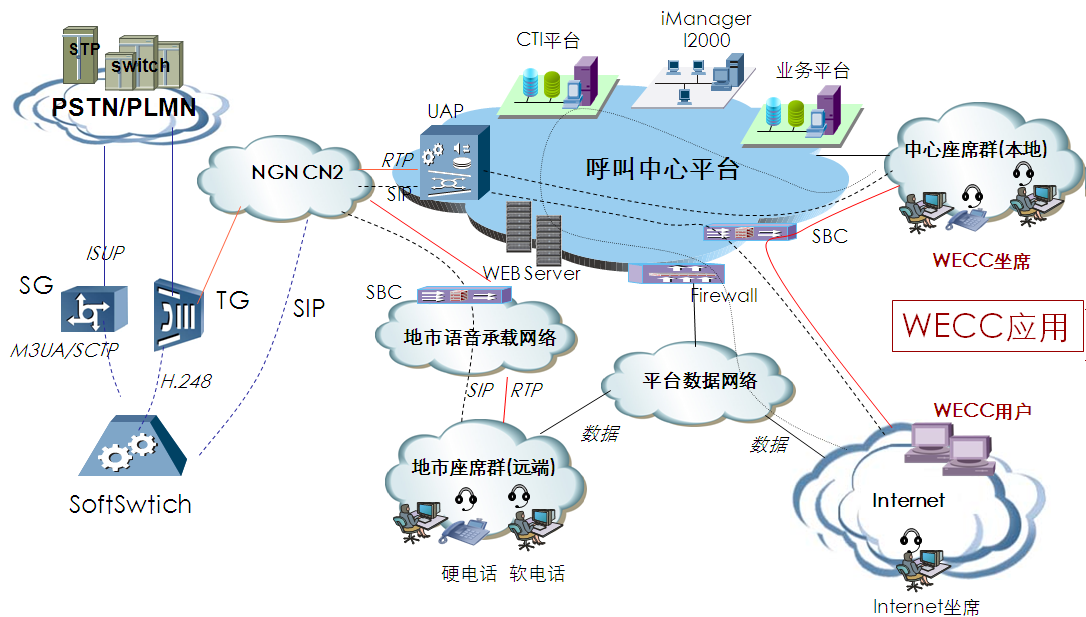 iManager
I2000
CTI平台
业务平台
STP
switch
PSTN/PLMN
UAP
中心座席群(本地)
NGN CN2
RTP
呼叫中心平台
SIP
SBC
ISUP
WEB Server
WECC坐席
SG
TG
SIP
SBC
Firewall
WECC应用
地市语音承载网络
M3UA/SCTP
H.248
SIP
RTP
平台数据网络
WECC用户
数据
数据
地市座席群(远端)
Internet
SoftSwtich
硬电话
软电话
Internet坐席